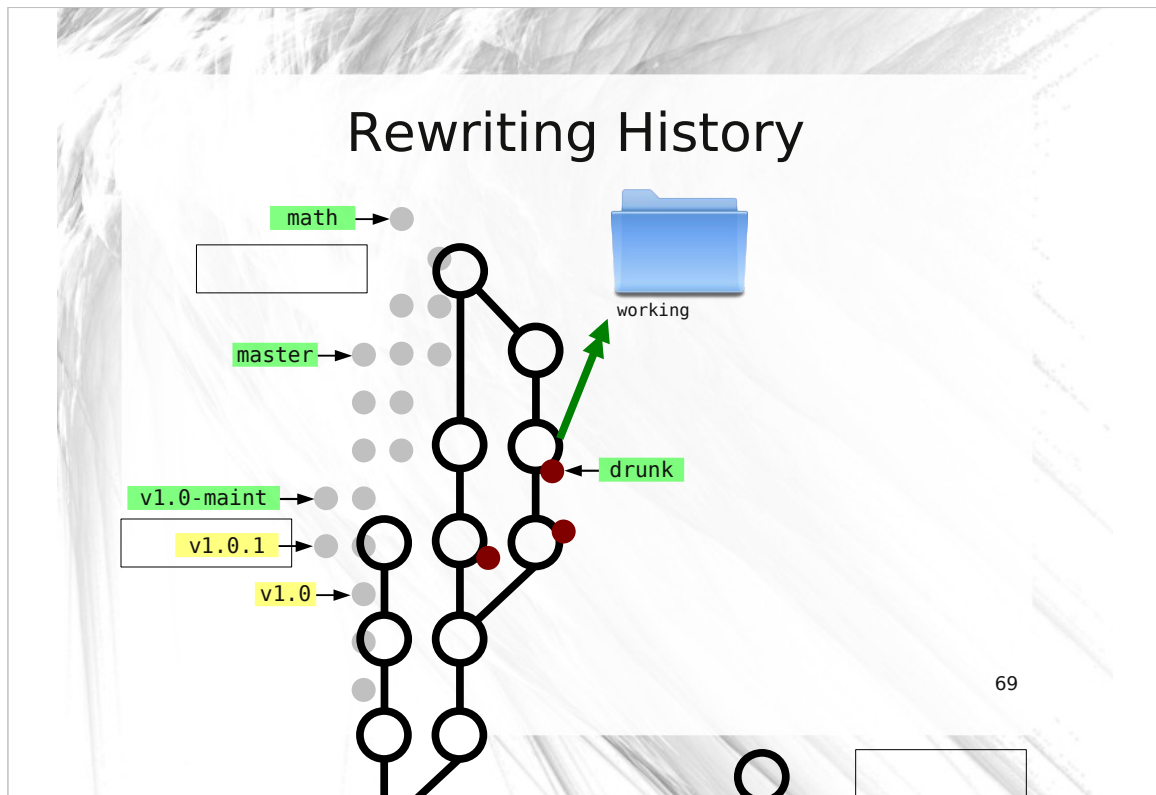 Rewriting History
math
working
master
drunk
v1.0-maint
v1.0.1
v1.0
69